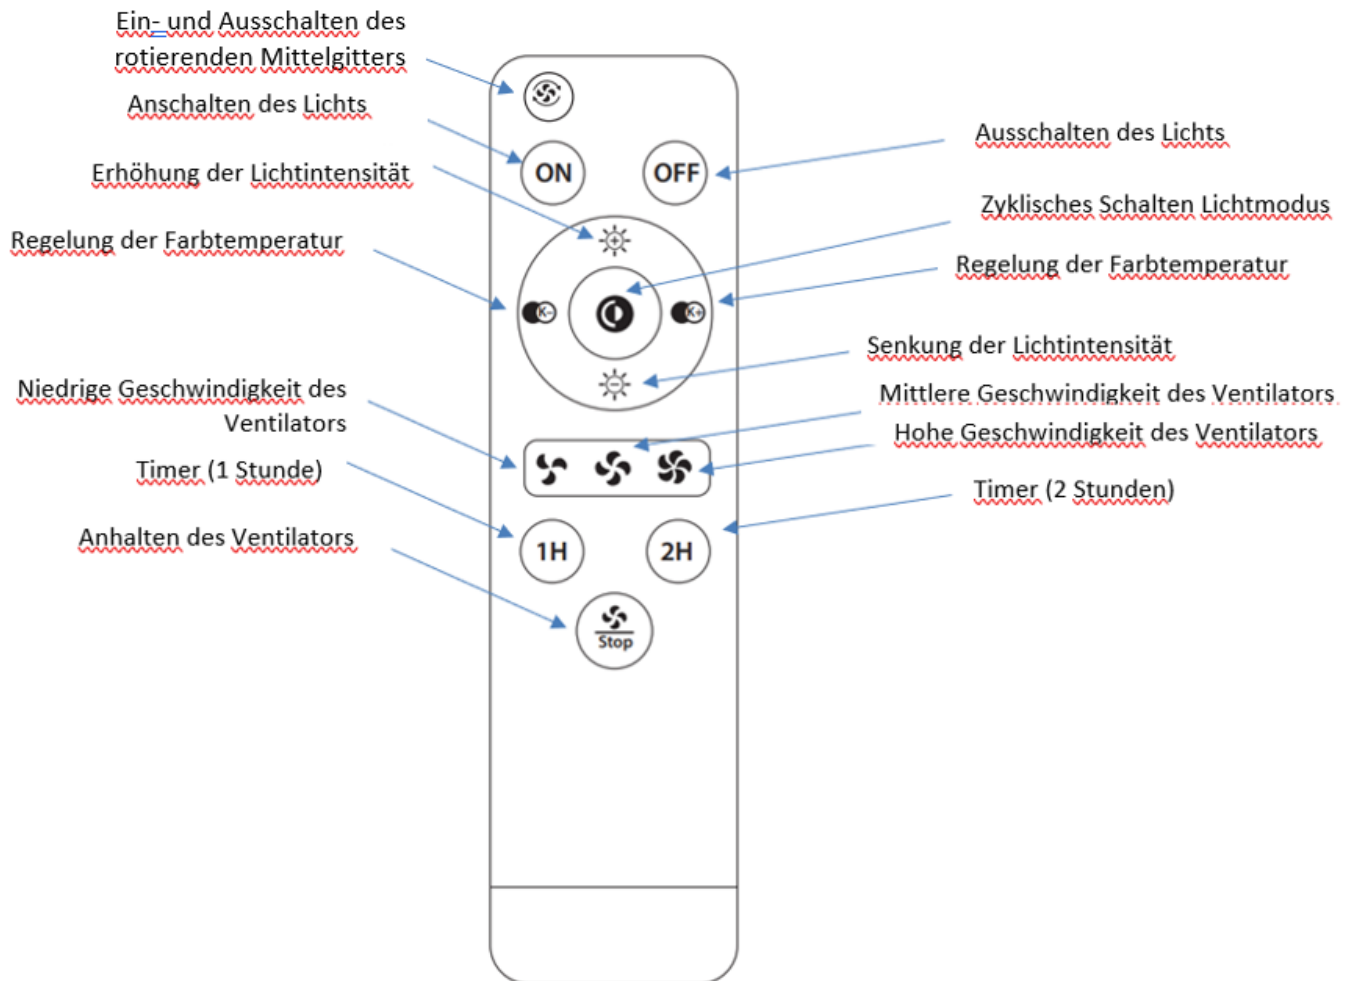 Ein- und Ausschalten des
rotierenden Mittelgitters
Anschalten des Lichts
Erhöhung der Lichtintensität
Regelung der Farbtemperatur
Niedrige Geschwindigkeit des
Ventilators
Timer (1 Stunde)
Anhalten des Ventilators
ON
OFF
K-
K+
1H
2H
Stop
Ausschalten des Lichts
Zyklisches Schalten Lichtmodus
Regelung der Farbtemperatur
Senkung der Lichtintensität
Mittlere Geschwindigkeit des Ventilators
Hohe Geschwindigkeit des Ventilators
Timer (2 Stunden)